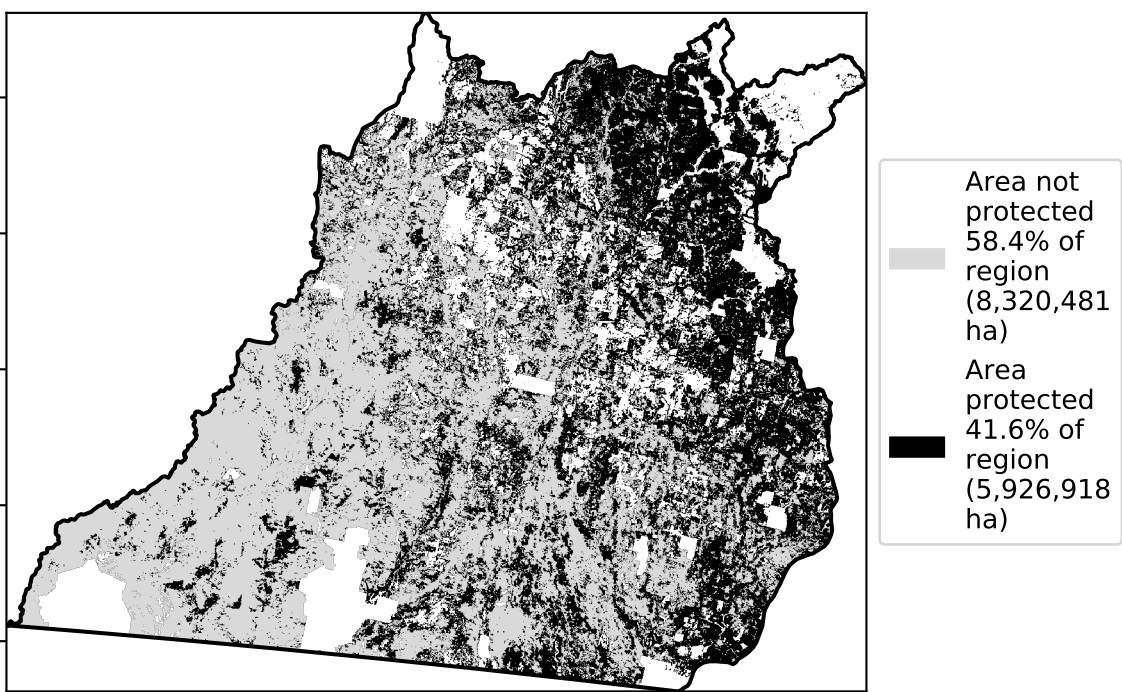 Area not
protected
58.4% of
region
(8,320,481
ha)
Area
protected
41.6% of
region
(5,926,918
ha)